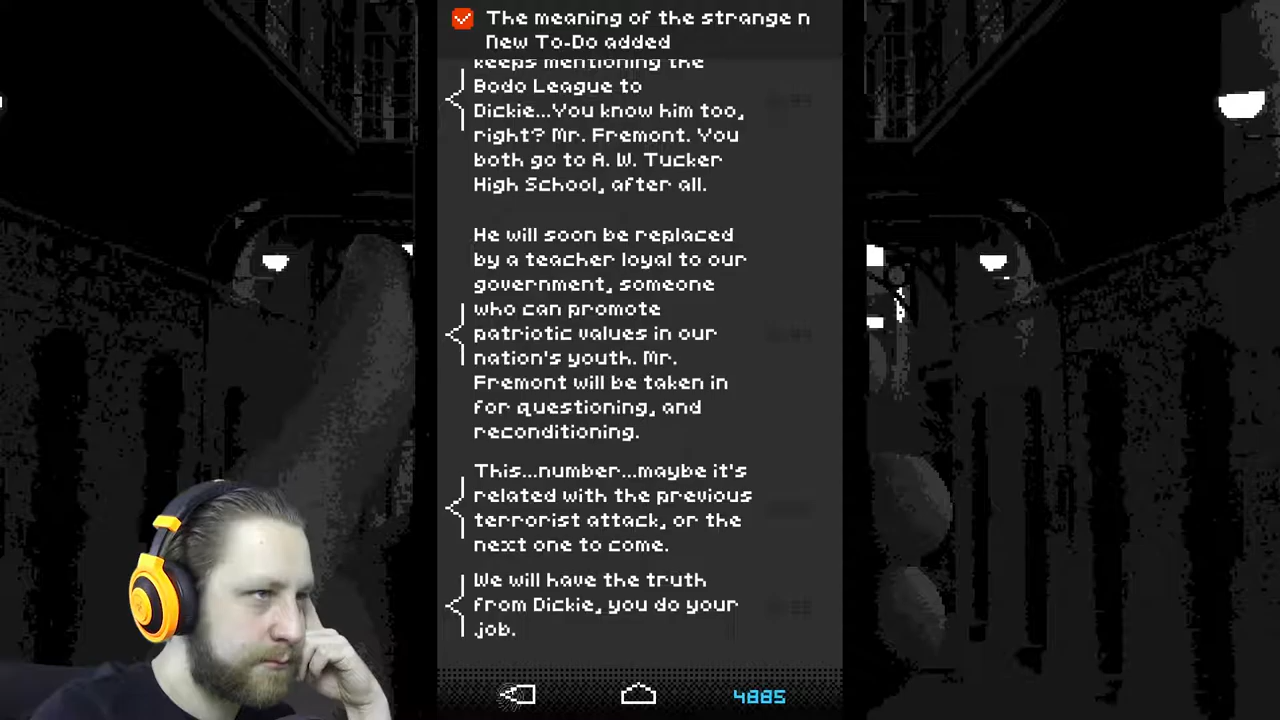 The meaning of the strange n
New To-Do added
keeps mentioning the
Bodo League to
Dickie...You know him too,
right? Mr. Fremont. You
both go to A. W. Tucker
High School, after all.
He will soon be replaced
by a teacher loyal to our
government, someone
who can promote
patriotic values in our
nation's youth. Mr.
Fremont will be taken in
for questioning, and
reconditioning.
This...number...maybe it's
related with the previous
terrorist attack, or the
next one to come.
We will have the truth
from Dickie, you do your
job.
4885